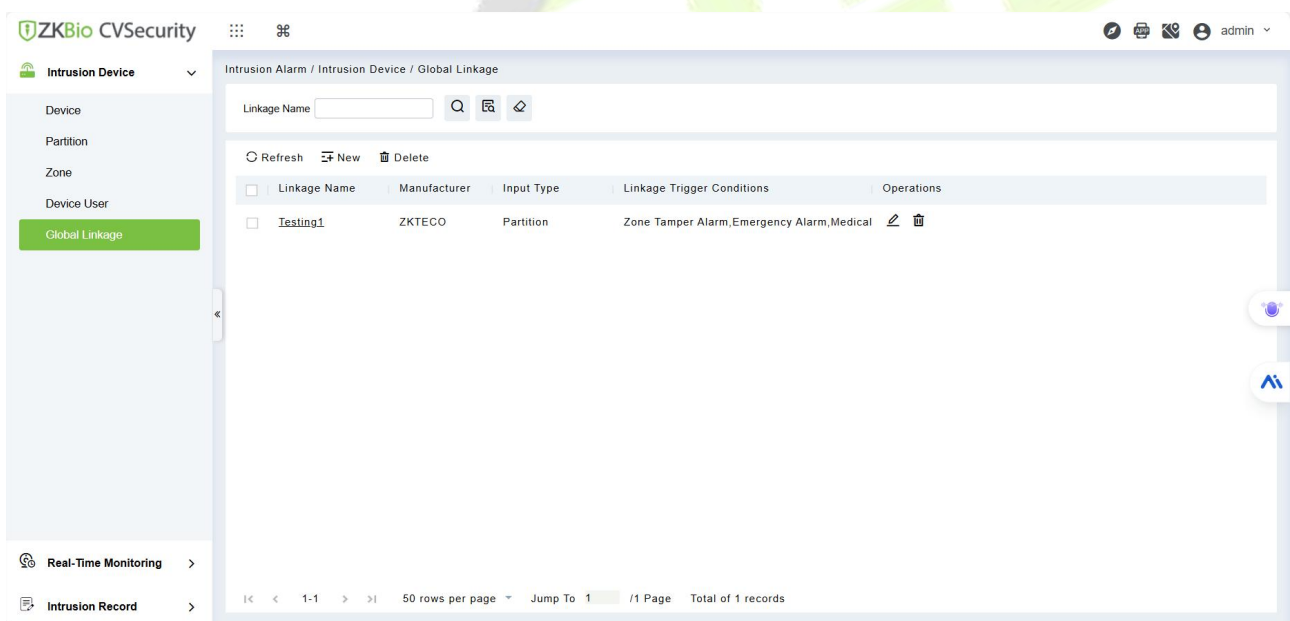 ZKBio CVSecurity
admin
Intrusion Device
Device
Partition
Zone
Device User
Global Linkage
Real-Time Monitoring
Intrusion Record
Intrusion Alarm / Intrusion Device / Global Linkage
Linkage Name
Refresh New Delete
Linkage Name Manufacturer Input Type Linkage Trigger Conditions Operations
Testing1 ZKTECO Partition Zone Tamper Alarm,Emergency Alarm,Medical
1-1 50 rows per page Jump To 1 /1 Page Total of 1 records